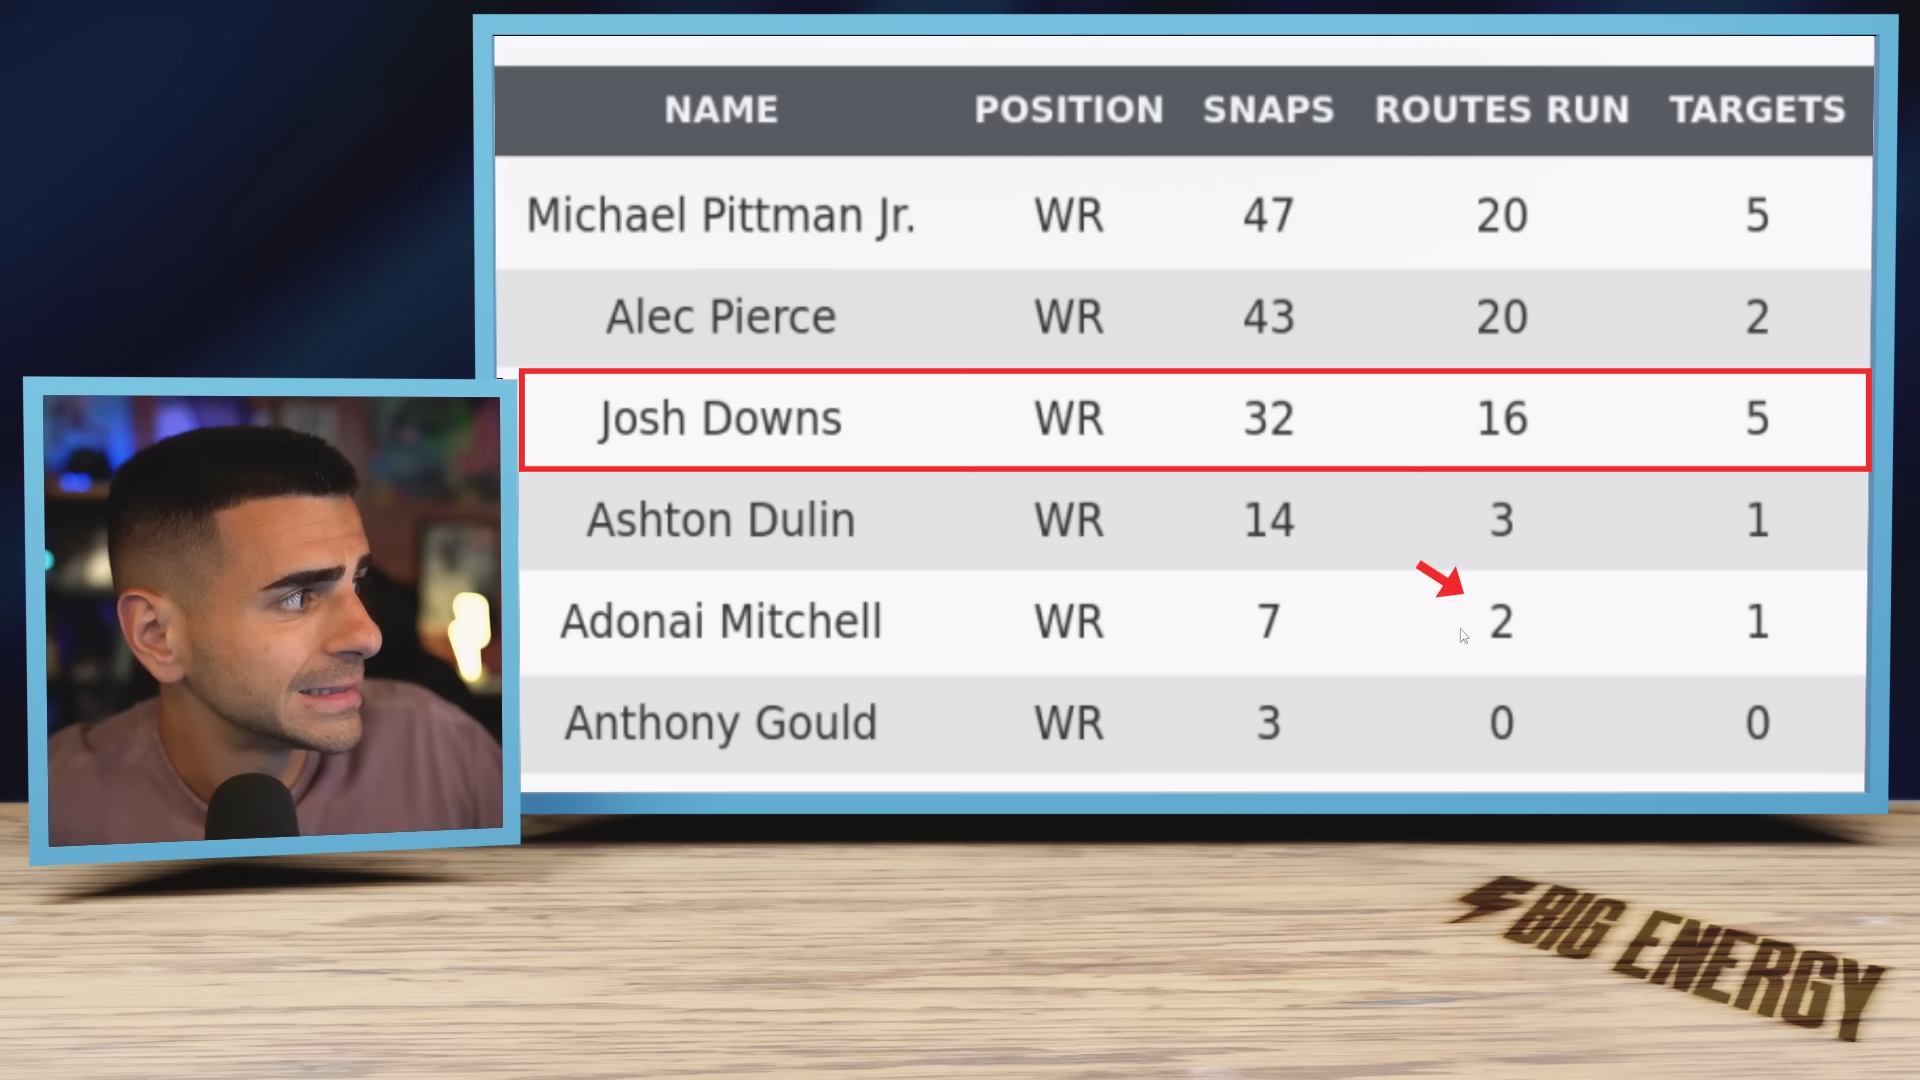 NAME POSITION SNAPS ROUTES RUN TARGETS
Michael Pittman Jr. WR 47 20 5
Alec Pierce WR 43 20 2
Josh Downs WR 32 16 5
Ashton Dulin WR 14 3 1
Adonai Mitchell WR 7 2 1
Anthony Gould WR 3 0 0
BIG ENERGY